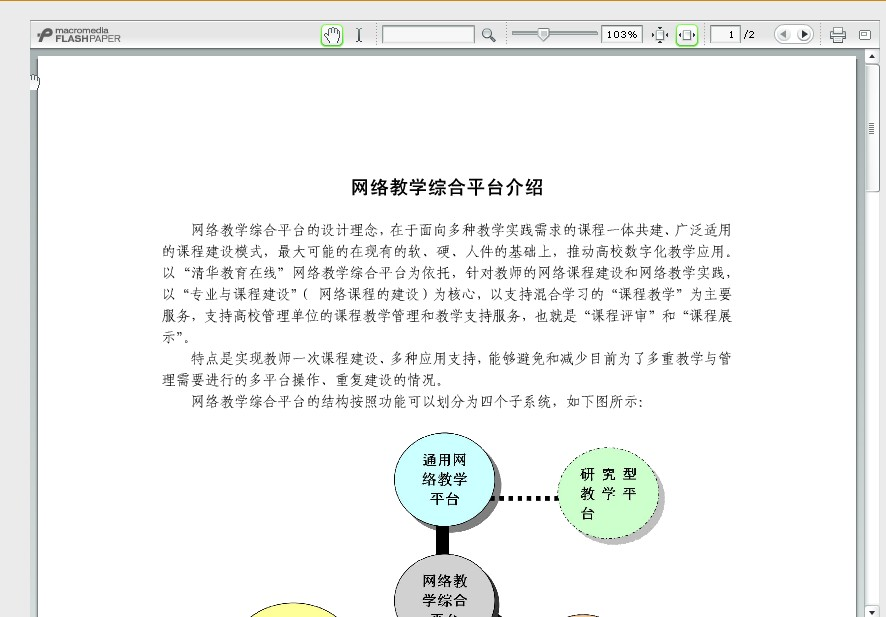 macromedia
FLASHPAPER
103%
1 /2
网络教学综合平台介绍
网络教学综合平台的设计理念，在于面向多种教学实践需求的课程一体共建、广泛适用
的课程建设模式，最大可能的在现有的软、硬、人件的基础上，推动高校数字化教学应用。
以“清华教育在线”网络教学综合平台为依托，针对教师的网络课程建设和网络教学实践，
以“专业与课程建设”（ 网络课程的建设）为核心，以支持混合学习的“课程教学”为主要
服务，支持高校管理单位的课程教学管理和教学支持服务，也就是“课程评审”和“课程展
示”。
特点是实现教师一次课程建设、多种应用支持，能够避免和减少目前为了多重教学与管
理需要进行的多平台操作、重复建设的情况。
网络教学综合平台的结构按照功能可以划分为四个子系统，如下图所示：
通用网
络教学
平台
研究型
教学平
台
网络教
学综合
平台